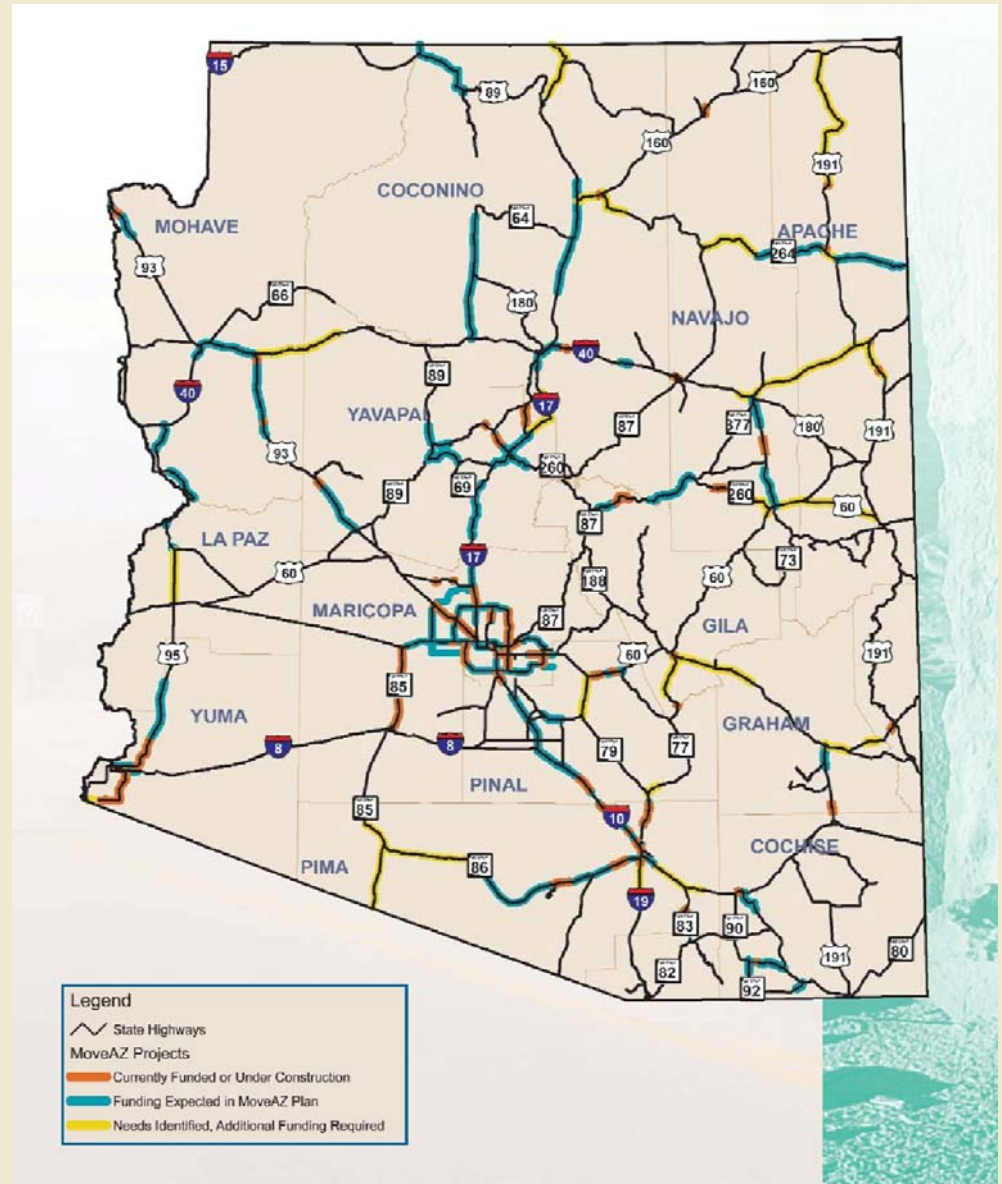 15
89
160
160
191
COCONINO
64
MOHAVE
APACHE
264
93
66
180
NAVAJO
40
40
89
17
YAVAPAI
87
377
180
191
93
260
69
89
260
60
87
LA PAZ
17
73
60
188
60
MARICOPA
87
GILA
60
191
95
85
YUMA
GRAHAM
8
8
79
77
PINAL
85
10
COCHISE
PIMA
86
19
83
90
82
191
80
92
Legend
State Highways
MoveAZ Projects
Currently Funded or Under Construction
Funding Expected in MoveAZ Plan
Needs Identified, Additional Funding Required